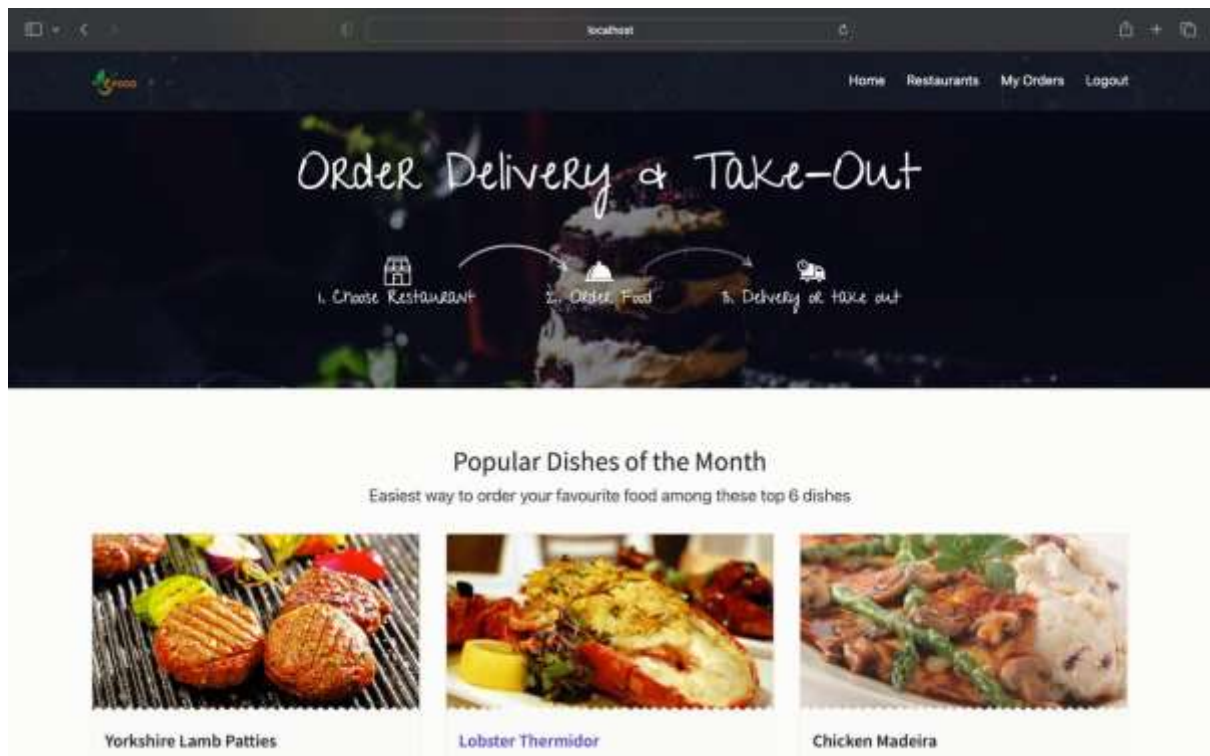 localhost
FOOD
Home Restaurants My Orders Logout
Order Delivery & Take-Out
1. Choose Restaurant 2. Order Food 3. Delivery or take out
Popular Dishes of the Month
Easiest way to order your favourite food among these top 6 dishes
Yorkshire Lamb Patties Lobster Thermidor Chicken Madeira